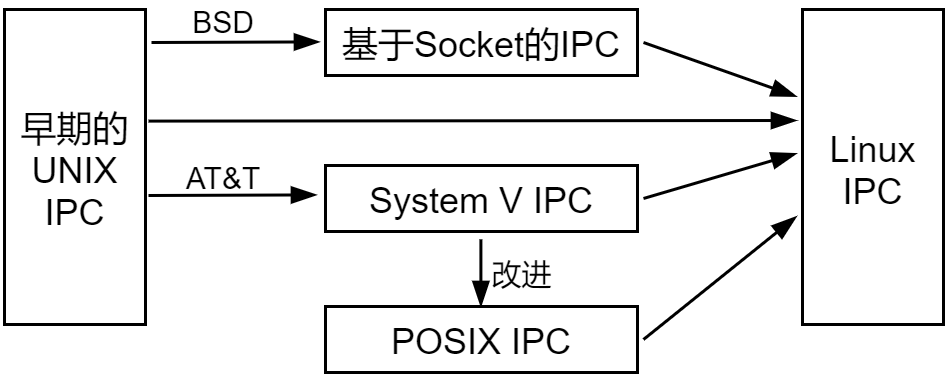 早期的
UNIX
IPC
BSD
基于Socket的IPC
AT&T
System V IPC
改进
POSIX IPC
Linux
IPC